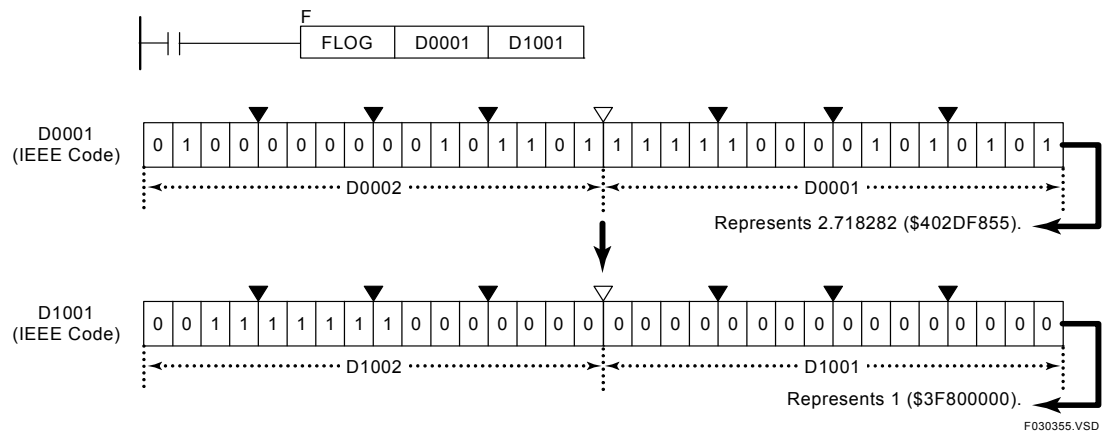 F
FLOG D0001 D1001
D0001
(IEEE Code)
0 1 0 0 0 0 0 0 0 0 1 0 1 1 0 1 1 1 1 1 1 0 0 0 0 1 0 1 0 1 0 1
D0002 D0001
Represents 2.718282 ($402DF855).
D1001
(IEEE Code)
0 0 1 1 1 1 1 1 1 0 0 0 0 0 0 0 0 0 0 0 0 0 0 0 0 0 0 0 0 0 0 0
D1002 D1001
Represents 1 ($3F800000).
F030355.VSD